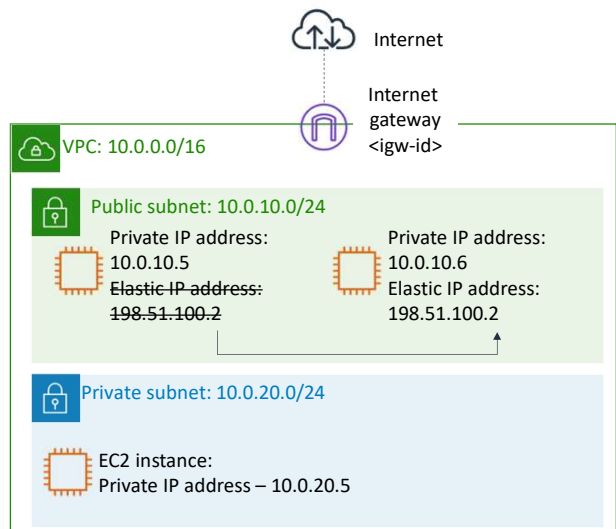 Internet
Internet
gateway
<igw-id>
VPC: 10.0.0.0/16
Public subnet: 10.0.10.0/24
Private IP address:
10.0.10.5
Elastic IP address:
198.51.100.2
Private IP address:
10.0.10.6
Elastic IP address:
198.51.100.2
Private subnet: 10.0.20.0/24
EC2 instance:
Private IP address – 10.0.20.5